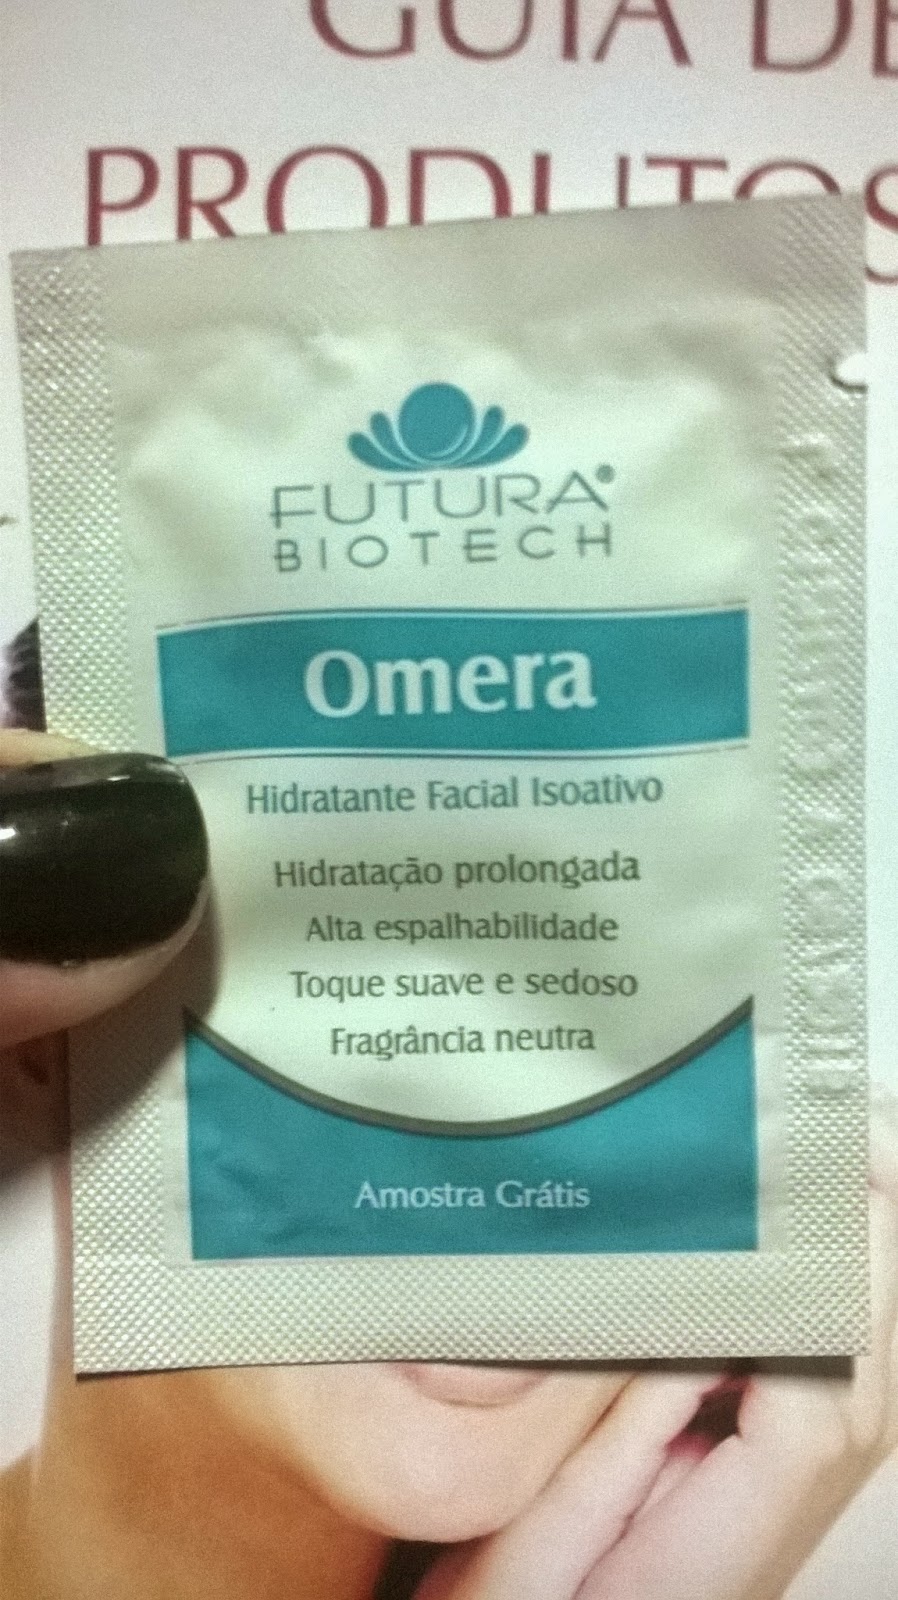 GUIA DE
PRODUTOS
FUTURA
BIOTECH
Omera
Hidratante Facial Isoativo
Hidratação prolongada
Alta espalhabilidade
Toque suave e sedoso
Fragrância neutra
Amostra Grátis